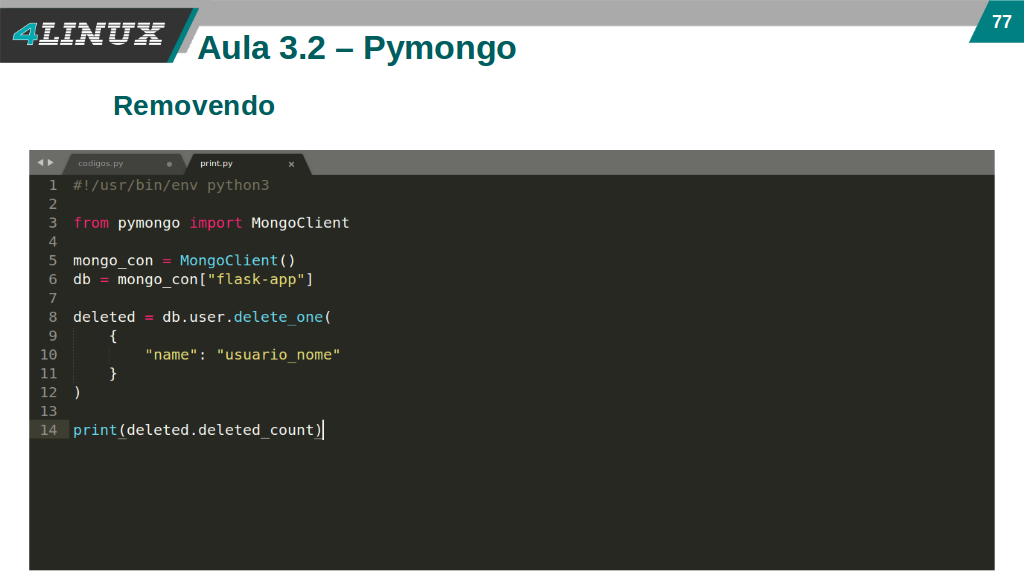 4LINUX
77
Aula 3.2 – Pymongo
Removendo
codigos.py
print.py
1 #!/usr/bin/env python3
2
3 from pymongo import MongoClient
4
5 mongo_con = MongoClient()
6 db = mongo_con["flask-app"]
7
8 deleted = db.user.delete_one(
9     {
10         "name": "usuario_nome"
11     }
12 )
13
14 print(deleted.deleted_count)